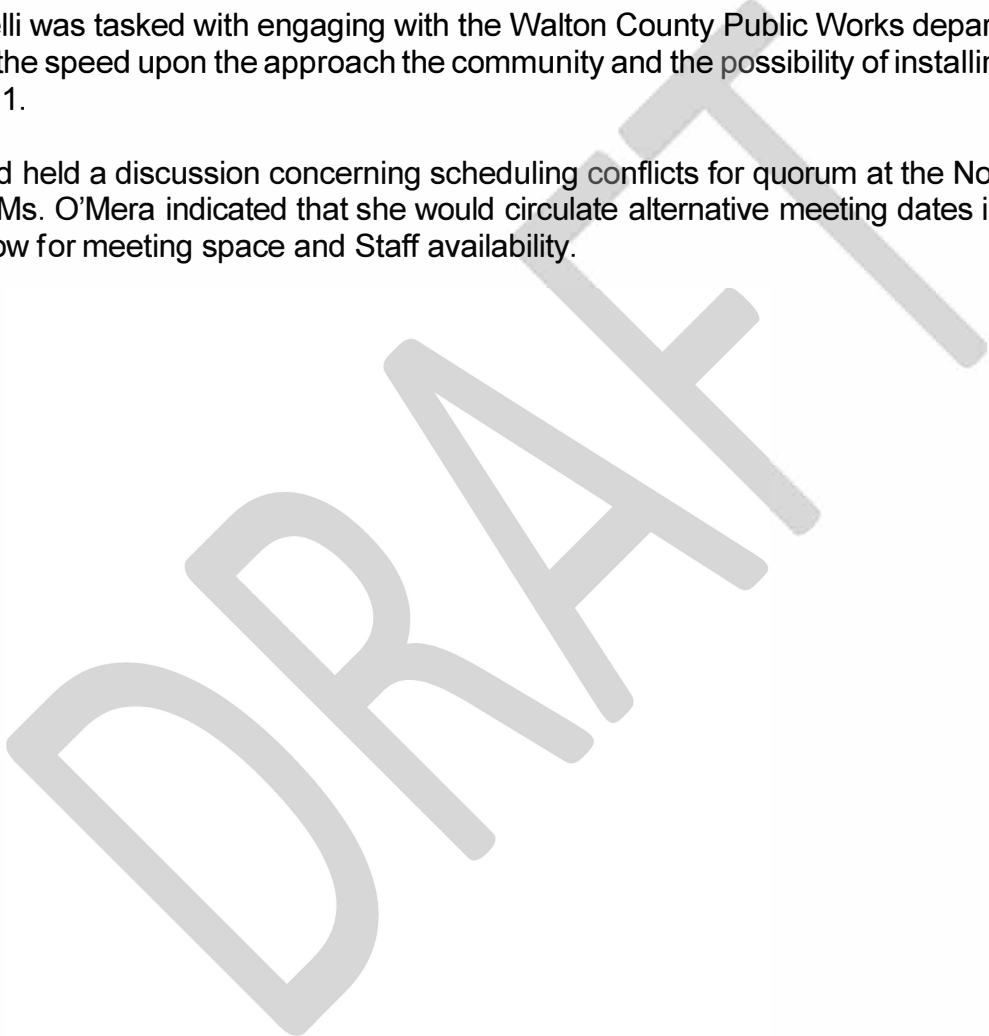 elli was tasked with engaging with the Walton County Public Works depar
the speed upon the approach the community and the possibility of installin
1.
d held a discussion concerning scheduling conflicts for quorum at the No
Ms. O’Mera indicated that she would circulate alternative meeting dates i
ow for meeting space and Staff availability.
DRAFT